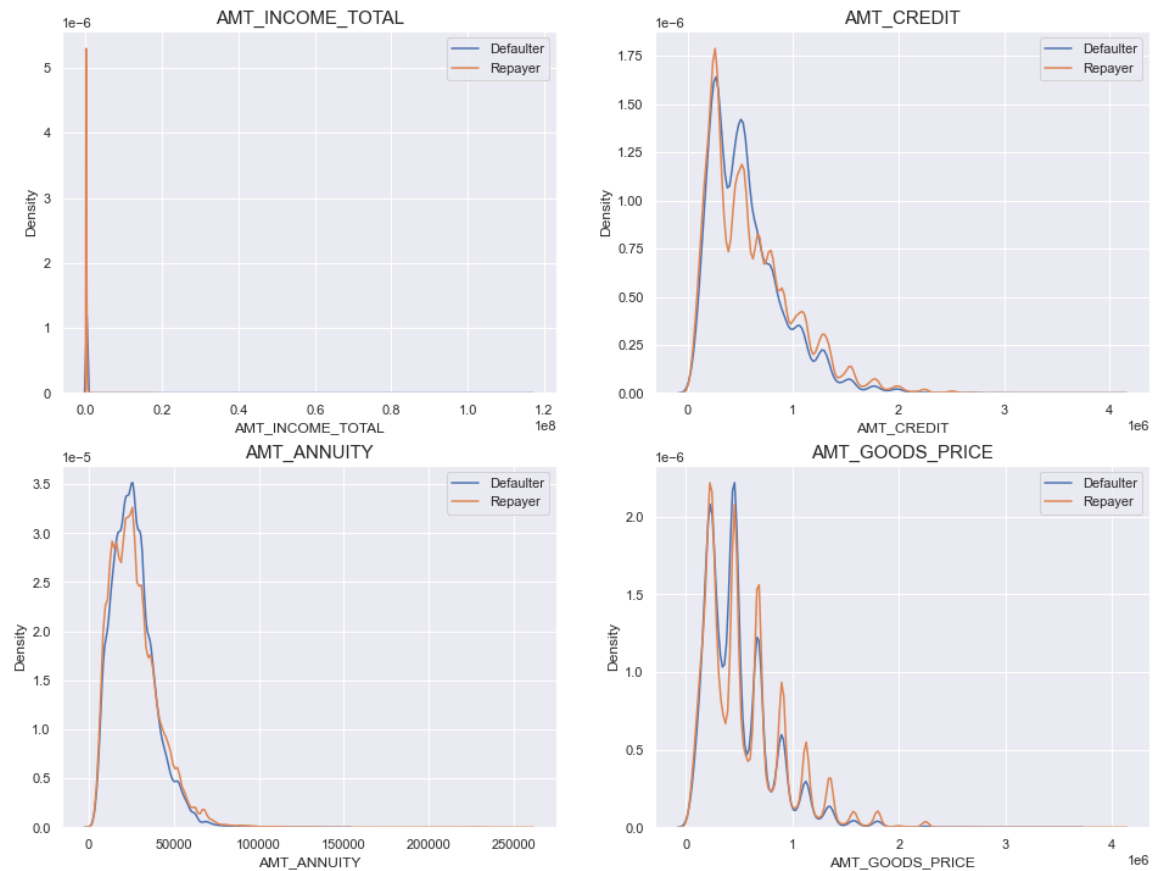 AMT_INCOME_TOTAL
1e−6
Defaulter
Repayer
5
4
3
2
1
0
Density
0.0 0.2 0.4 0.6 0.8 1.0 1.2
1e8
AMT_INCOME_TOTAL
AMT_CREDIT
1e−6
Defaulter
Repayer
1.75
1.50
1.25
1.00
0.75
0.50
0.25
0.00
Density
0 1 2 3 4
1e6
AMT_CREDIT
AMT_ANNUITY
1e−5
Defaulter
Repayer
3.5
3.0
2.5
2.0
1.5
1.0
0.5
0.0
Density
0 50000 100000 150000 200000 250000
AMT_ANNUITY
AMT_GOODS_PRICE
1e−6
Defaulter
Repayer
2.0
1.5
1.0
0.5
0.0
Density
0 1 2 3 4
1e6
AMT_GOODS_PRICE